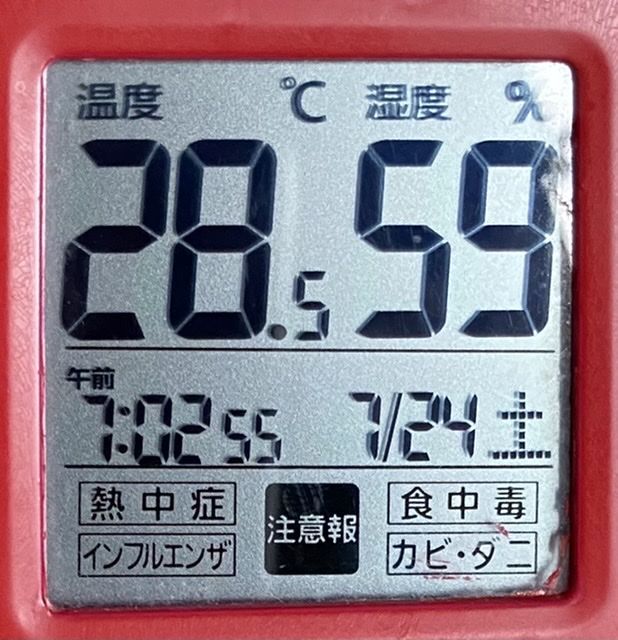 温度 ℃ 湿度 %
28.5 59
午前
7:02 55 7/24 土
熱中症 注意報 食中毒
インフルエンザ カビ・ダニ